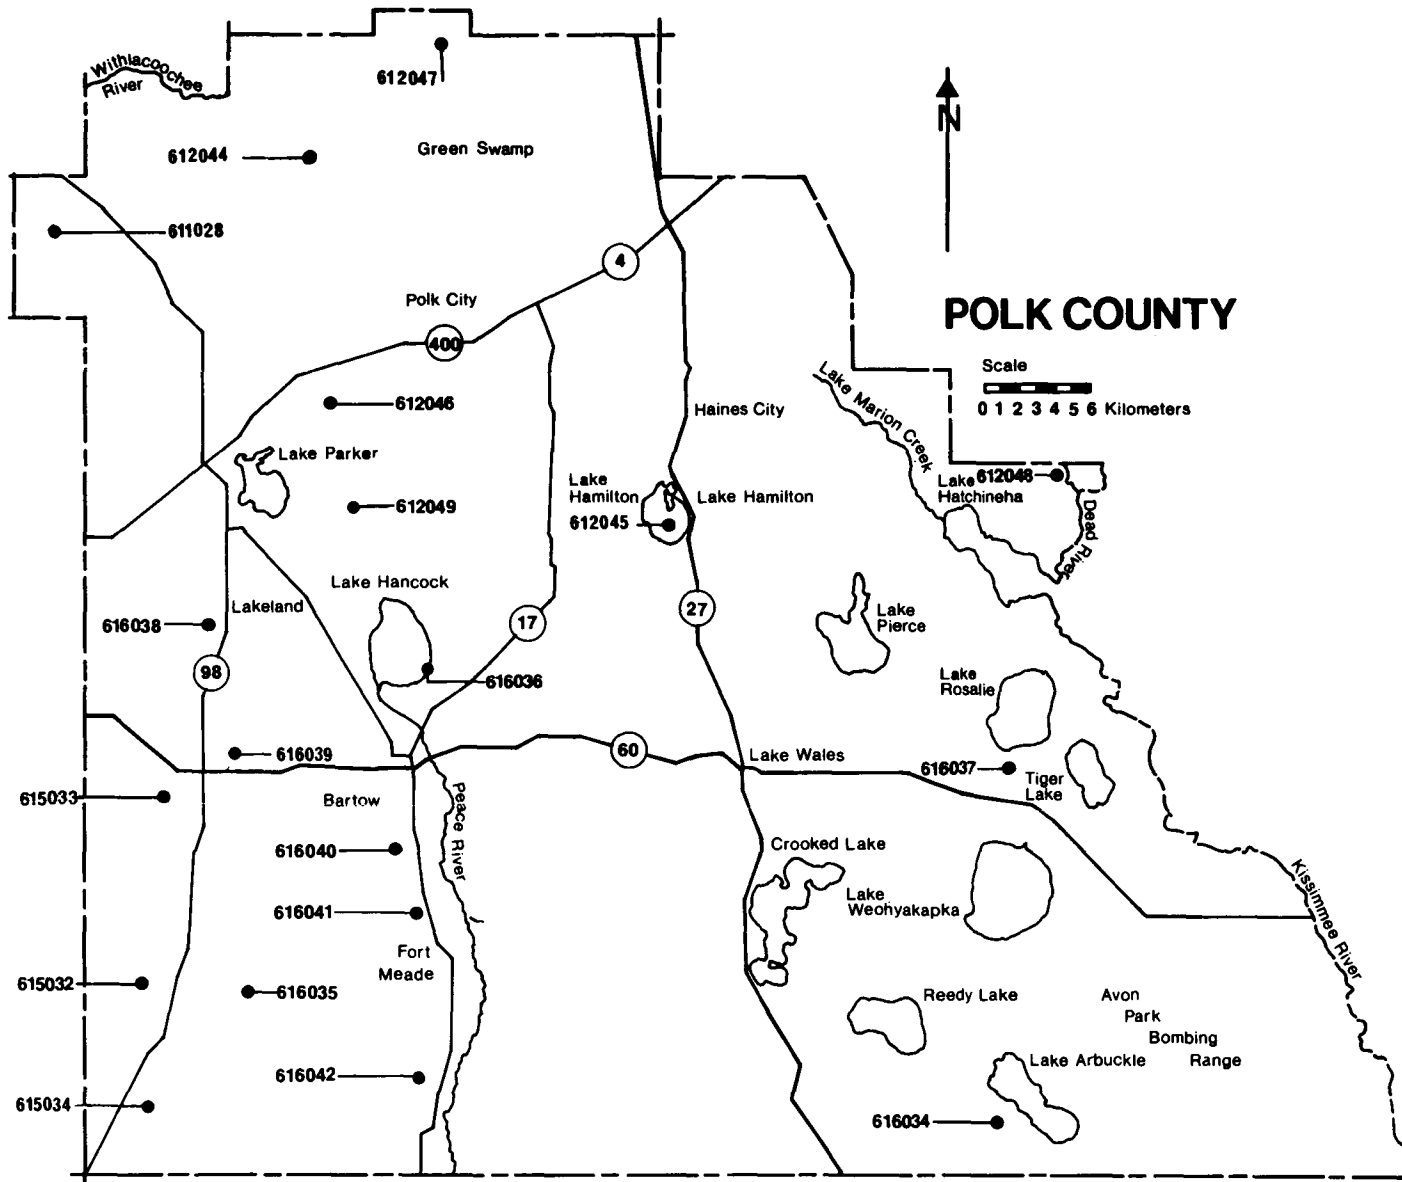 Withlacoochee
River
612047
N
612044
Green Swamp
611028
4
Polk City
POLK COUNTY
400
Scale
0 1 2 3 4 5 6 Kilometers
Lake Marion Creek
612046
Haines City
Lake Parker
Lake
Hamilton
Lake Hamilton
612048
Lake
Hatchineha
612049
612045
Dead River
Lake Hancock
Lakeland
616038
17
27
Lake
Pierce
98
616036
Lake
Rosalie
616039
60
Lake Wales
616037
Tiger
Lake
615033
Bartow
Peace River
616040
Crooked Lake
Kissimmee River
Lake
Weohyakapka
616041
Fort
Meade
615032
616035
Reedy Lake
Avon
Park
Bombing
Range
Lake Arbuckle
616042
615034
616034